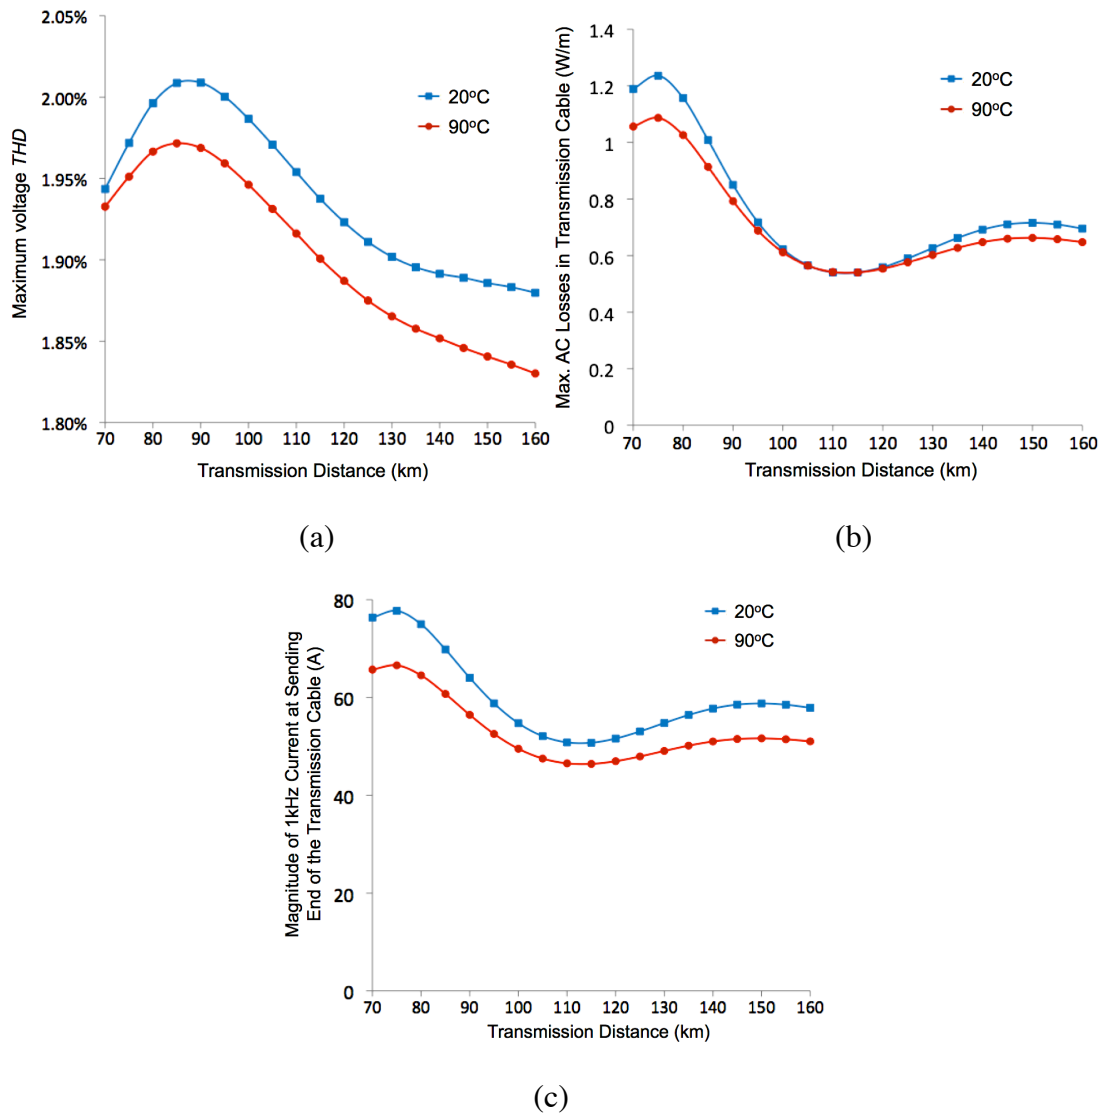 2.05%
2.00%
1.95%
1.90%
1.85%
1.80%
Maximum voltage THD
20ºC
90ºC
70 80 90 100 110 120 130 140 150 160
Transmission Distance (km)
(a)
1.4
1.2
1
0.8
0.6
0.4
0.2
0
Max. AC Losses in Transmission Cable (W/m)
20ºC
90ºC
70 80 90 100 110 120 130 140 150 160
Transmission Distance (km)
(b)
80
60
40
20
0
Magnitude of 1kHz Current at Sending
End of the Transmission Cable (A)
20ºC
90ºC
70 80 90 100 110 120 130 140 150 160
Transmission Distance (km)
(c)